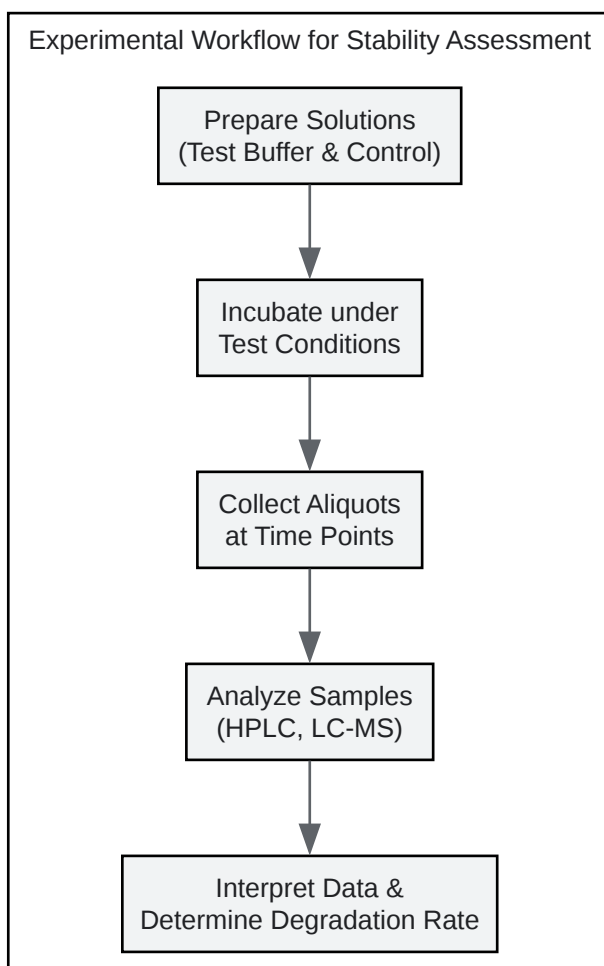 Experimental Workflow for Stability Assessment
Prepare Solutions
(Test Buffer & Control)
Incubate under
Test Conditions
Collect Aliquots
at Time Points
Analyze Samples
(HPLC, LC-MS)
Interpret Data &
Determine Degradation Rate